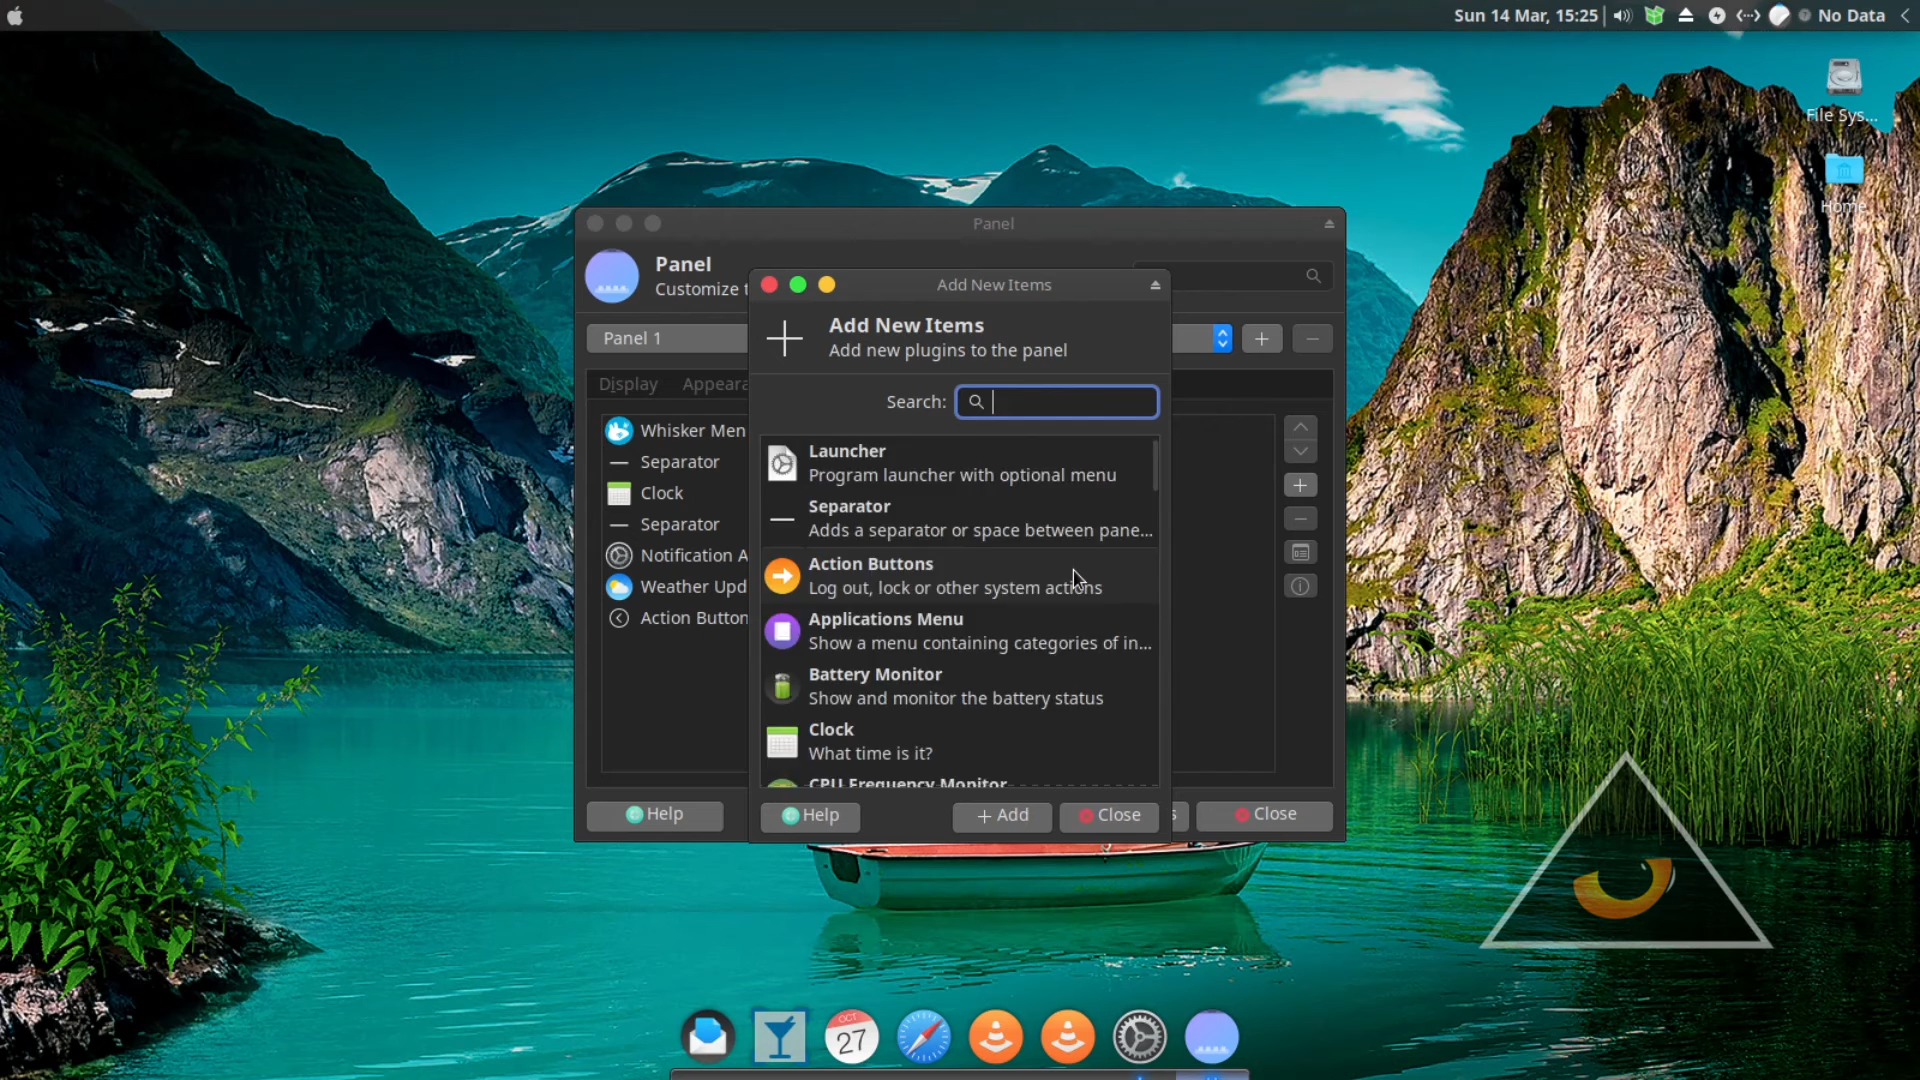 Sun 14 Mar, 15:25
No Data
File Sys...
Home
Panel
Panel
Customize t
Add New Items
Add New Items
Add new plugins to the panel
Panel 1
Display
Appeara
Search:
Whisker Men
Separator
Clock
Separator
Notification A
Weather Upd
Action Button
Launcher
Program launcher with optional menu
Separator
Adds a separator or space between pane...
Action Buttons
Log out, lock or other system actions
Applications Menu
Show a menu containing categories of in...
Battery Monitor
Show and monitor the battery status
Clock
What time is it?
CPU Frequency Monitor
Help
Help
Add
Close
s
Close
OCT
27